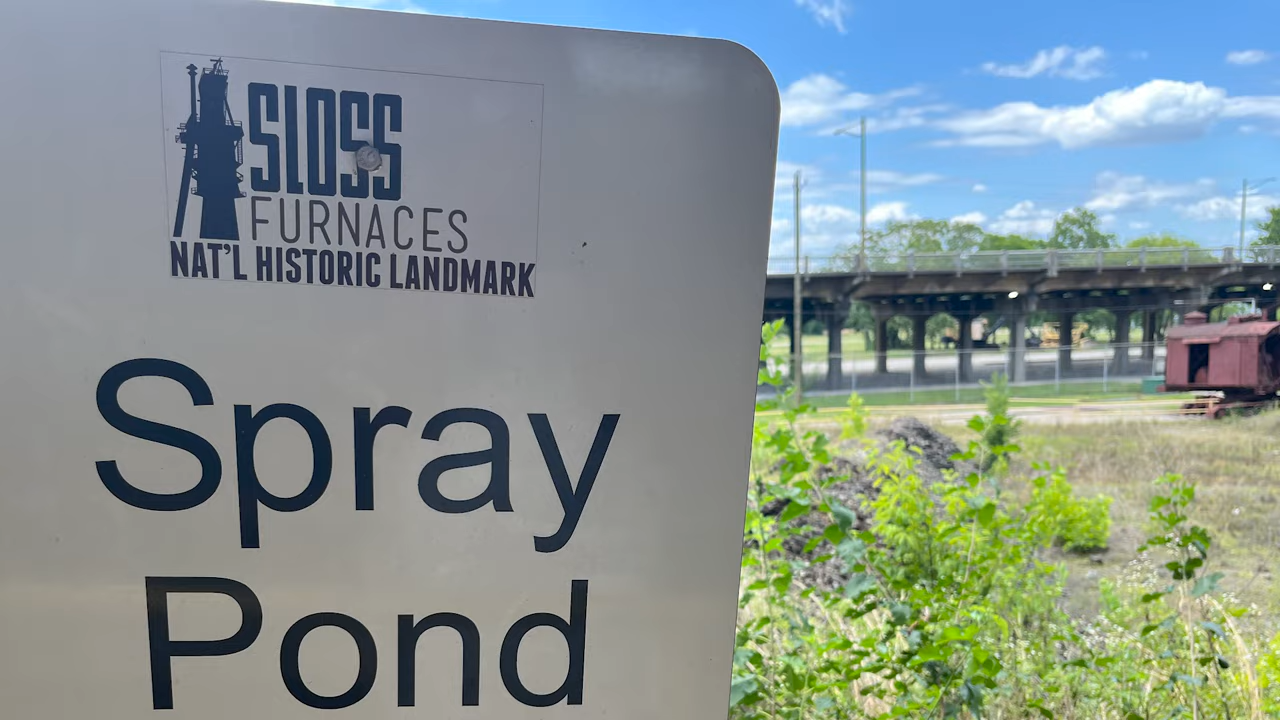 SLOSS
FURNACES
NAT'L HISTORIC LANDMARK
Spray
Pond